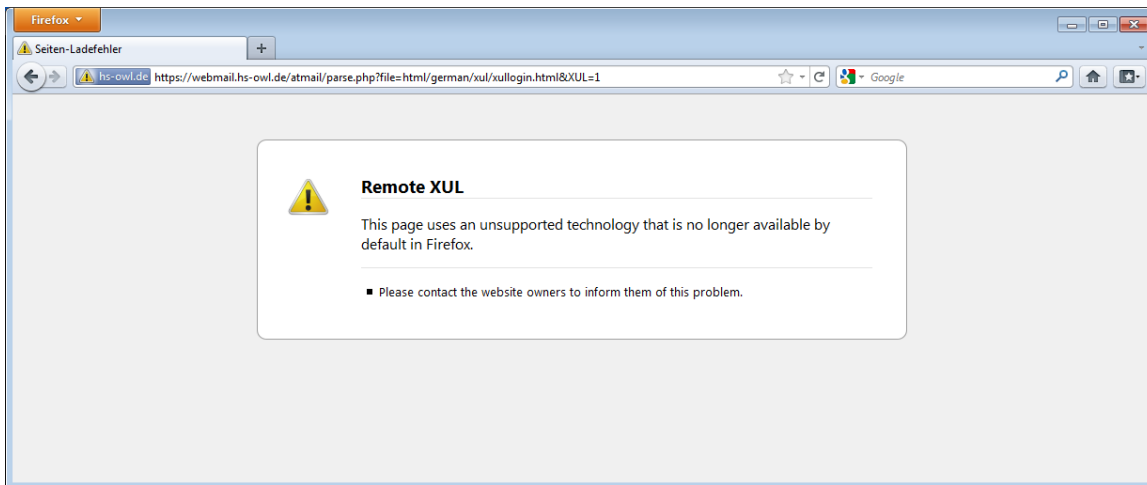 Firefox
Seiten-Ladefehler
hs-owl.de https://webmail.hs-owl.de/atmail/parse.php?file=html/german/xul/xullogin.html&XUL=1 Google
Remote XUL
This page uses an unsupported technology that is no longer available by
default in Firefox.
Please contact the website owners to inform them of this problem.